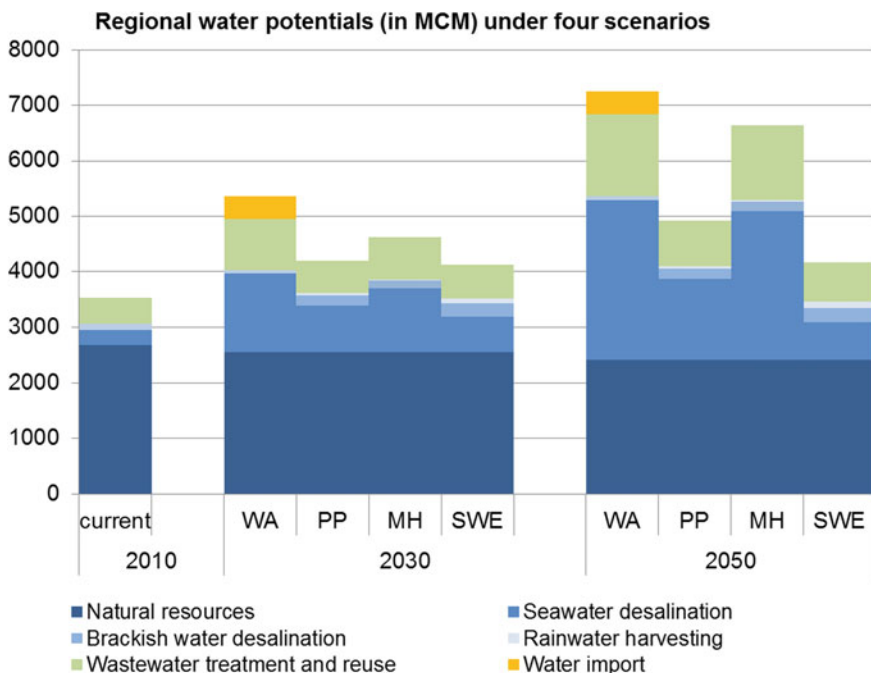 Regional water potentials (in MCM) under four scenarios
8000
7000
6000
5000
4000
3000
2000
1000
0
current WA PP MH SWE WA PP MH SWE
2010 2030 2050
Natural resources Seawater desalination
Brackish water desalination Rainwater harvesting
Wastewater treatment and reuse Water import